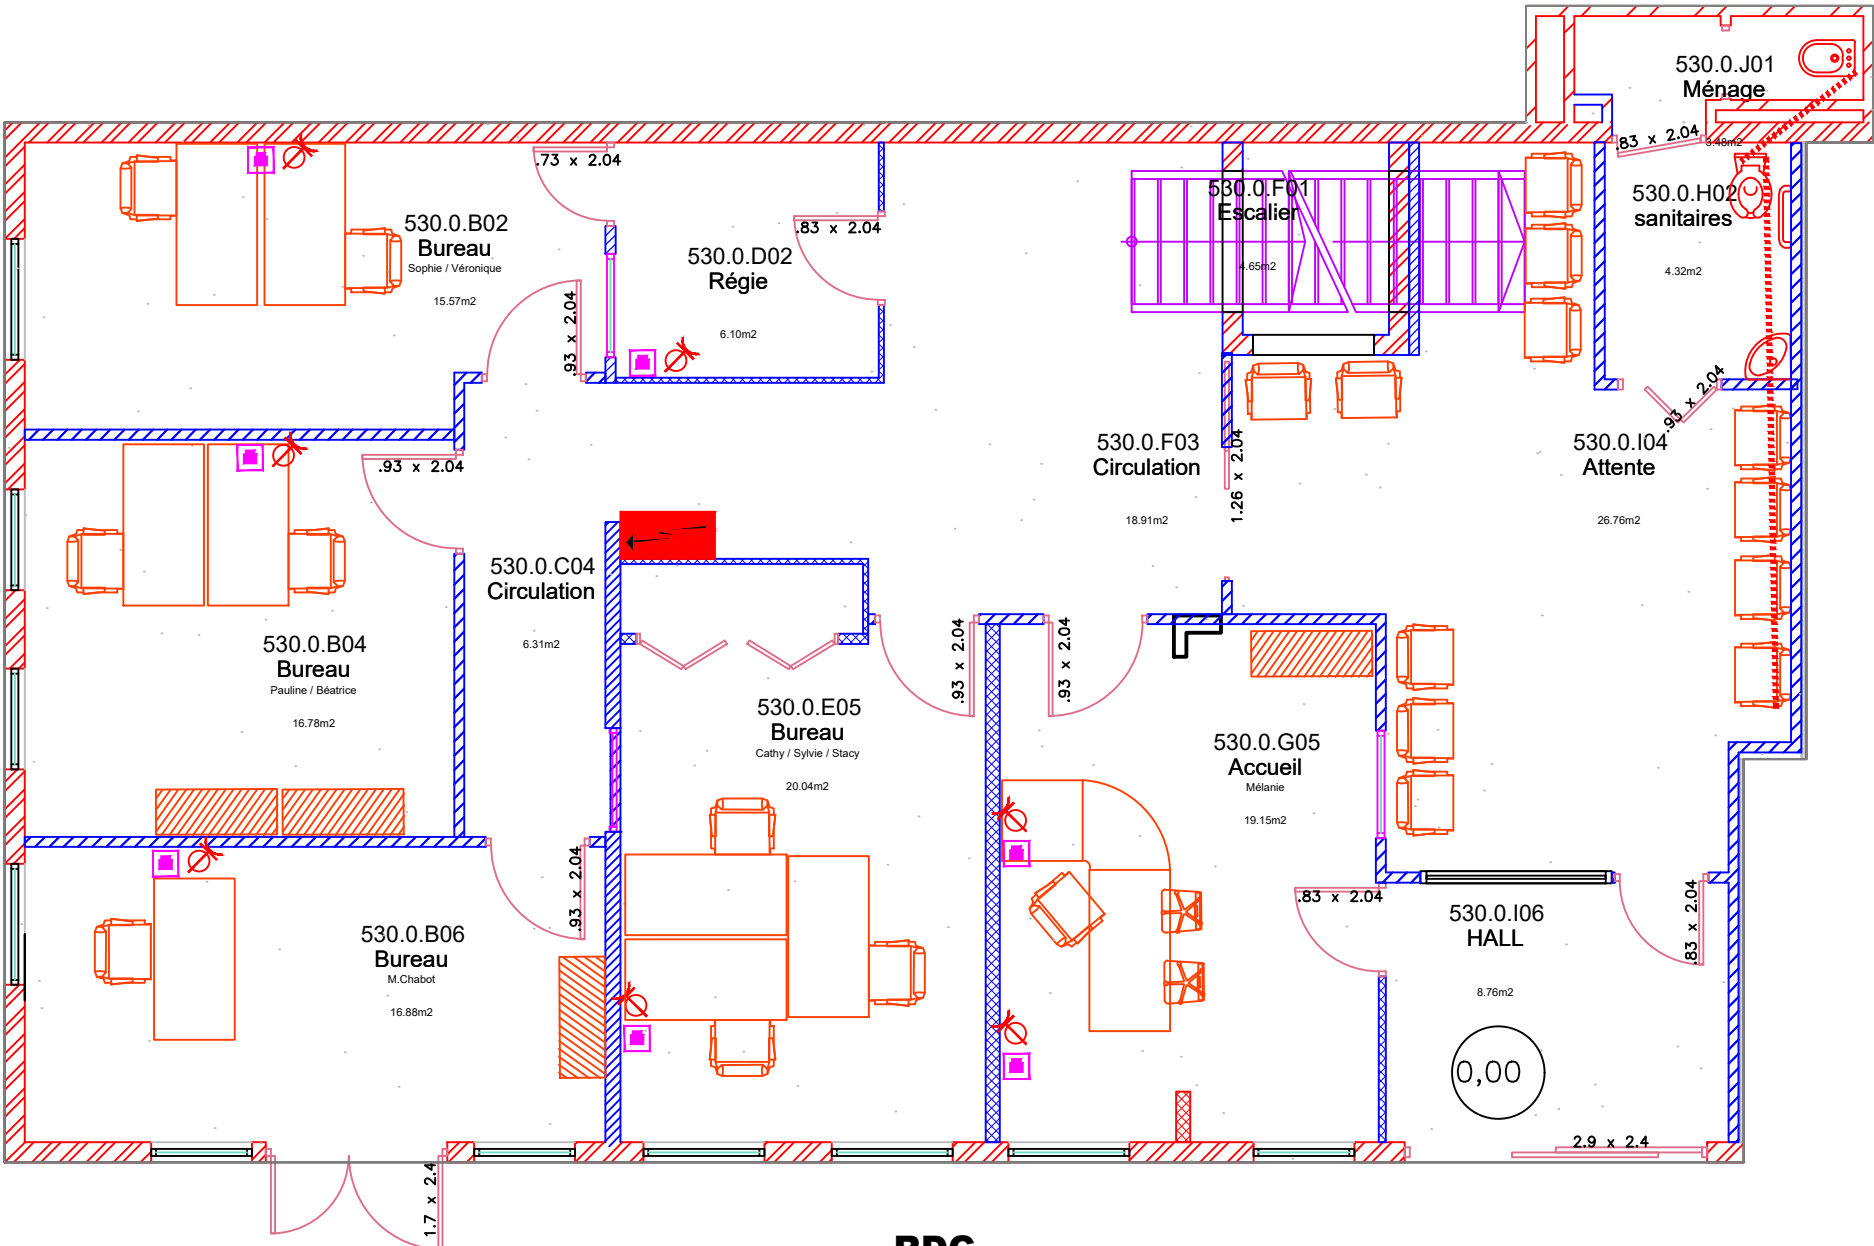 530.0.J01
Ménage
3.48m2
.83 x 2.04
530.0.B02
Bureau
Sophie / Véronique
15.57m2
.73 x 2.04
.93 x 2.04
530.0.D02
Régie
6.10m2
.83 x 2.04
530.0.F01
Escalier
4.65m2
530.0.H02
sanitaires
4.32m2
.93 x 2.04
.93 x 2.04
530.0.B04
Bureau
Pauline / Béatrice
16.78m2
530.0.C04
Circulation
6.31m2
530.0.F03
Circulation
18.91m2
1.26 x 2.04
530.0.I04
Attente
26.76m2
530.0.E05
Bureau
Cathy / Sylvie / Stacy
20.04m2
.93 x 2.04
.93 x 2.04
530.0.G05
Accueil
Mélanie
19.15m2
530.0.B06
Bureau
M.Chabot
16.88m2
.93 x 2.04
.83 x 2.04
530.0.I06
HALL
8.76m2
.83 x 2.04
0,00
2.9 x 2.4
1.7 x 2.4
RDC